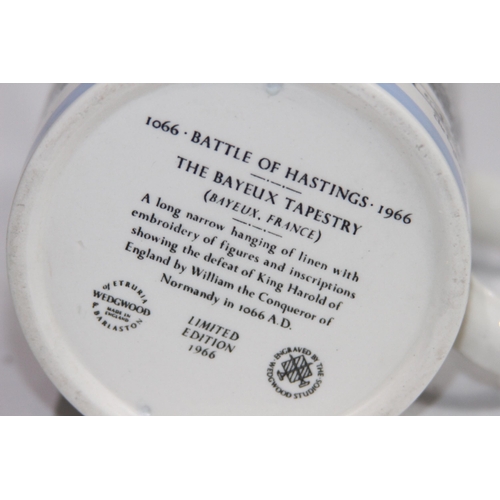 1066 · BATTLE OF HASTINGS · 1966
THE BAYEUX TAPESTRY
(BAYEUX, FRANCE)
A long narrow hanging of linen with
embroidery of figures and inscriptions
showing the defeat of King Harold of
England by William the Conqueror of
Normandy in 1066 A.D.
LIMITED
EDITION
1966
of ETRURIA
WEDGWOOD
MADE IN
ENGLAND
& BARLASTON
ENGRAVED BY THE
WEDGWOOD STUDIOS